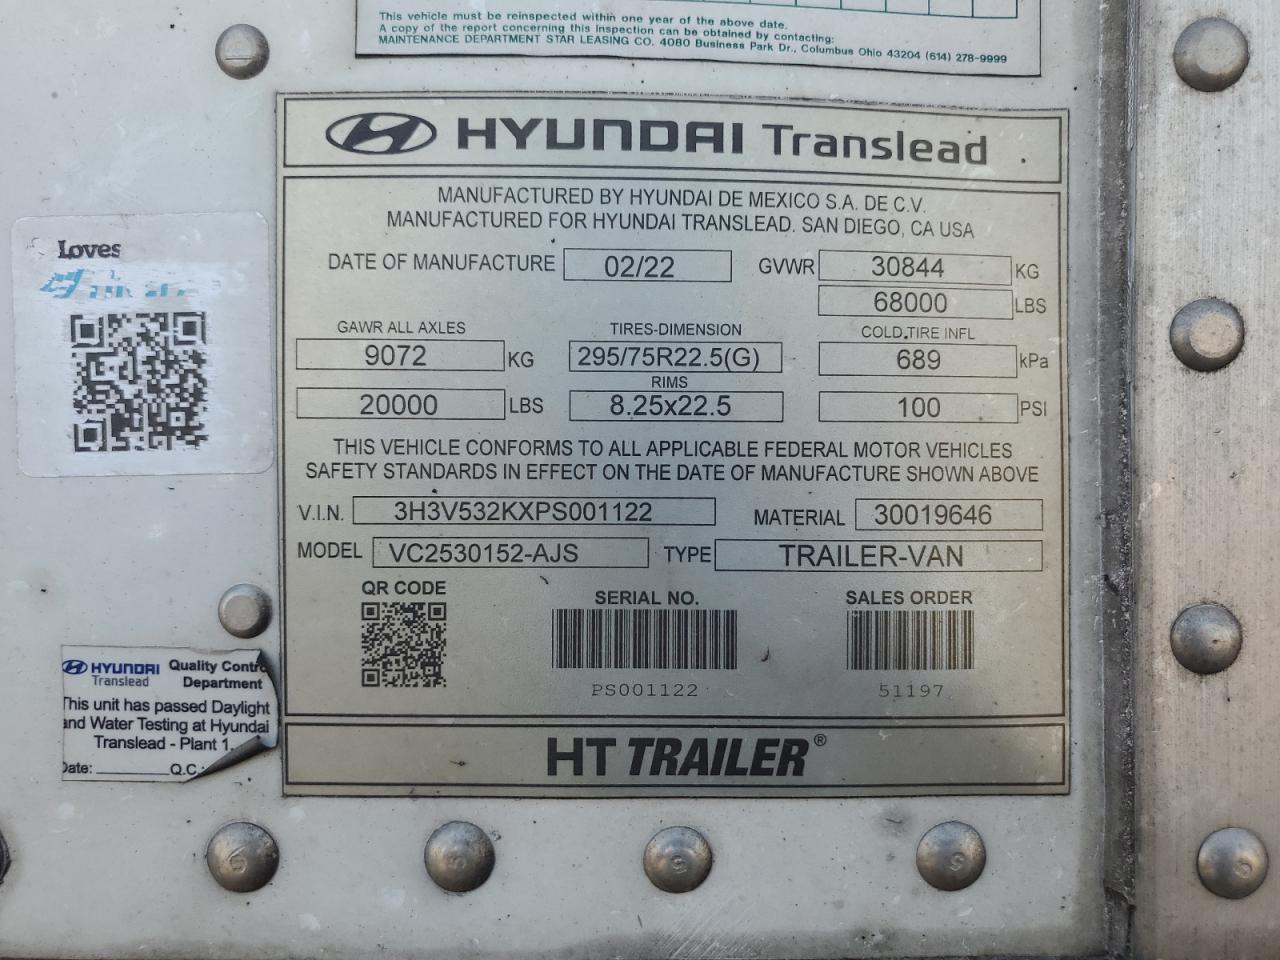 This vehicle must be reinspected within one year of the above date.
A copy of the report concerning this inspection can be obtained by contacting:
MAINTENANCE DEPARTMENT STAR LEASING CO. 4080 Business Park Dr., Columbus Ohio 43204 (614) 278-9999
HYUNDAI Translead
MANUFACTURED BY HYUNDAI DE MEXICO S.A. DE C.V.
MANUFACTURED FOR HYUNDAI TRANSLEAD. SAN DIEGO, CA USA
DATE OF MANUFACTURE 02/22 GVWR 30844 KG
68000 LBS
GAWR ALL AXLES TIRES-DIMENSION COLD TIRE INFL
9072 KG 295/75R22.5(G) 689 kPa
RIMS
20000 LBS 8.25x22.5 100 PSI
THIS VEHICLE CONFORMS TO ALL APPLICABLE FEDERAL MOTOR VEHICLES
SAFETY STANDARDS IN EFFECT ON THE DATE OF MANUFACTURE SHOWN ABOVE
V.I.N. 3H3V532KXPS001122 MATERIAL 30019646
MODEL VC2530152-AJS TYPE TRAILER-VAN
QR CODE SERIAL NO. SALES ORDER
PS001122 51197
HT TRAILER®
Loves
HYUNDAI Translead
Quality Contro
Department
This unit has passed Daylight
and Water Testing at Hyundai
Translead - Plant 1.
Date: Q.C.: